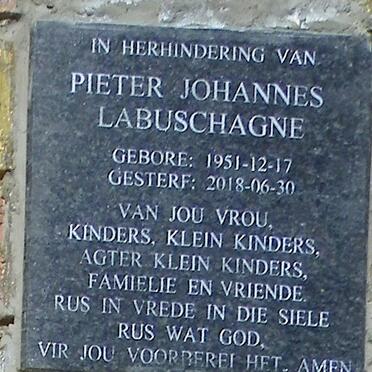 IN HERHINDERING VAN
PIETER JOHANNES
LABUSCHAGNE
GEBORE: 1951-12-17
GESTERF: 2018-06-30
VAN JOU VROU,
KINDERS, KLEIN KINDERS,
AGTER KLEIN KINDERS,
FAMIELIE EN VRIENDE.
RUS IN VREDE IN DIE SIELE
RUS WAT GOD,
VIR JOU VOORBEREI HET. AMEN